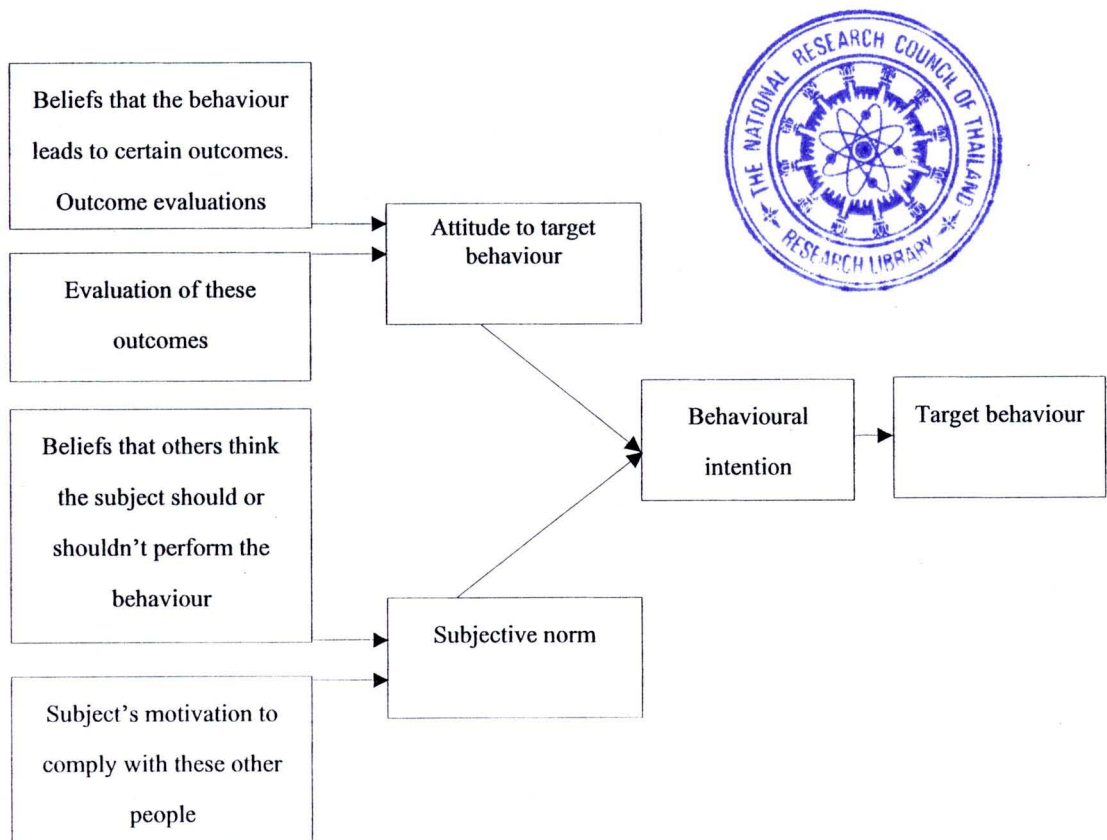 Beliefs that the behaviour
leads to certain outcomes.
Outcome evaluations
Evaluation of these
outcomes
Beliefs that others think
the subject should or
shouldn't perform the
behaviour
Subject's motivation to
comply with these other
people
Attitude to target
behaviour
Subjective norm
Behavioural
intention
Target behaviour
THE NATIONAL RESEARCH COUNCIL OF THAILAND
RESEARCH LIBRARY